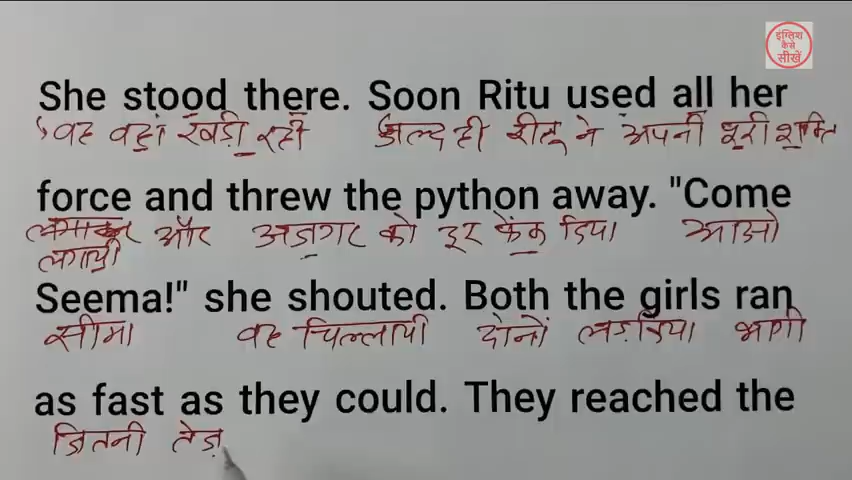 इंग्लिश
कैसे
सीखें
She stood there. Soon Ritu used all her
वह वहां खड़ी रही जल्द ही रीतू ने अपनी पूरी शक्ति
force and threw the python away. "Come
और अजगर को दूर फेंक दिया आओ
लगायी
Seema!" she shouted. Both the girls ran
सीमा वह चिल्लायी दोनों लड़किया भागी
as fast as they could. They reached the
जितनी तेज़